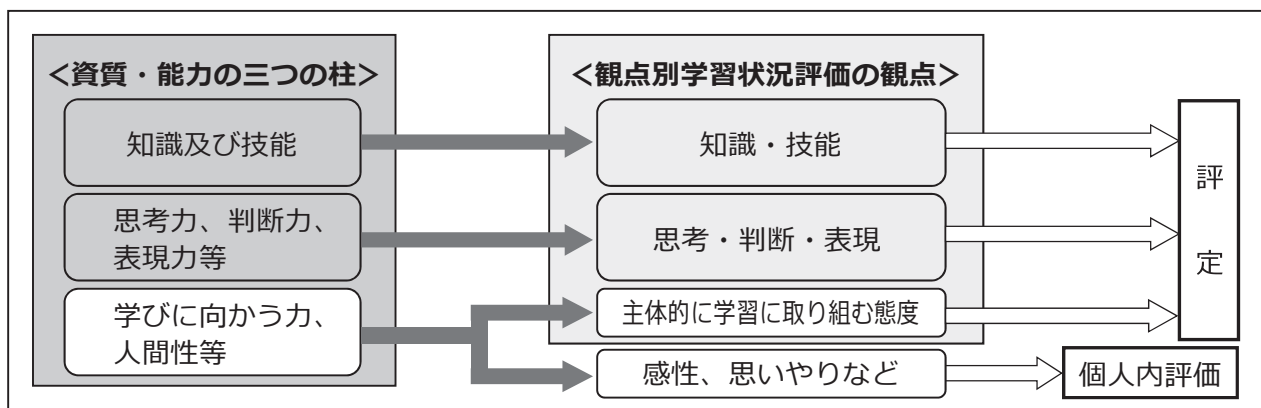 ＜資質・能力の三つの柱＞
知識及び技能
思考力、判断力、
表現力等
学びに向かう力、
人間性等
＜観点別学習状況評価の観点＞
知識・技能
思考・判断・表現
主体的に学習に取り組む態度
感性、思いやりなど
評定
個人内評価